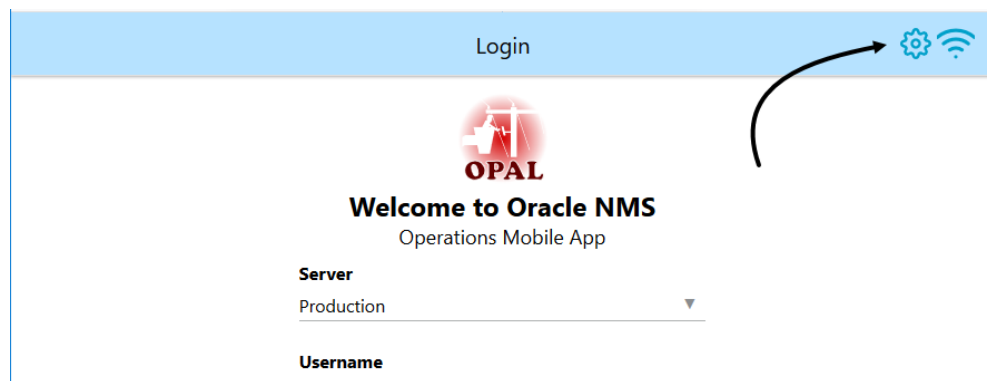 Login
OPAL
Welcome to Oracle NMS
Operations Mobile App
Server
Production
Username